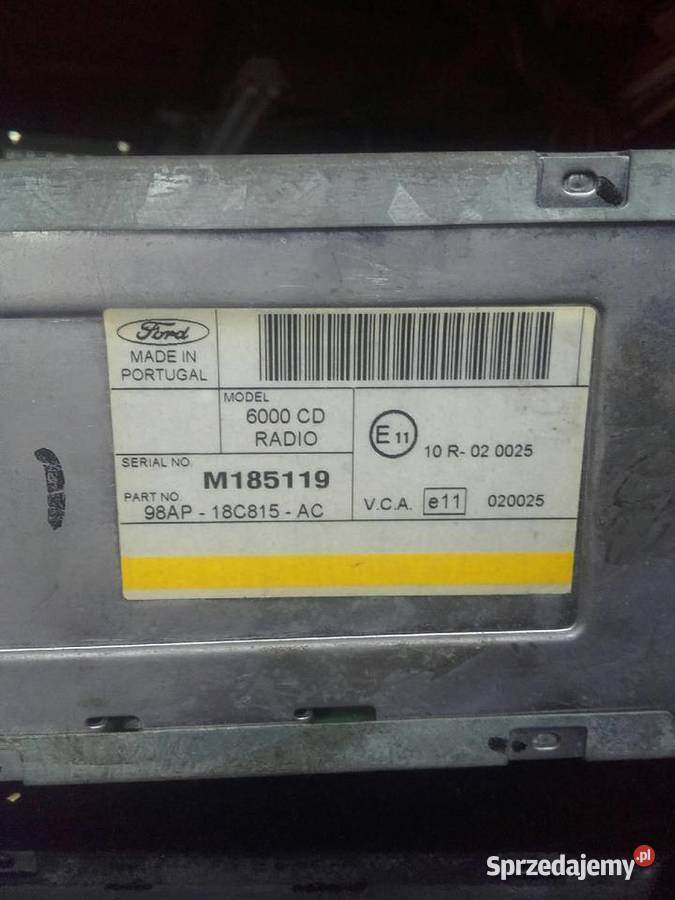 Ford
MADE IN
PORTUGAL
MODEL
6000 CD
RADIO
SERIAL NO.
M185119
PART NO.
98AP - 18C815 - AC
E 11
10 R- 02 0025
V.C.A. e11 020025
Sprzedajemy.pl